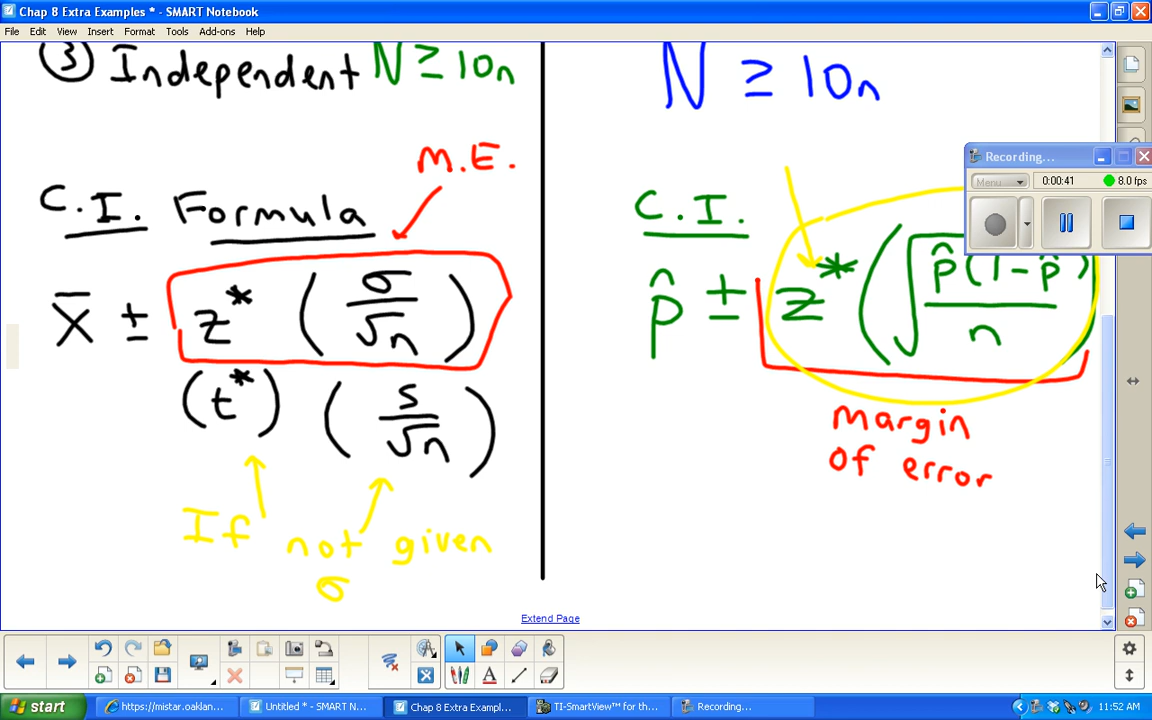 Chap 8 Extra Examples * - SMART Notebook
File Edit View Insert Format Tools Add-ons Help
③ Independent N ≥ 10n
N ≥ 10n
M.E.
C.I. Formula
x̄ ± z* (σ/√n)
(t*) (s/√n)
If not given
σ
C.I.
p̂ ± z* (√p̂(1-p̂)/n)
margin
of error
Recording...
Menu 0:00:41 8.0 fps
Extend Page
start https://mistar.oaklan... Untitled * - SMART N... Chap 8 Extra Exampl... TI-SmartView™ for th... Recording... 11:52 AM